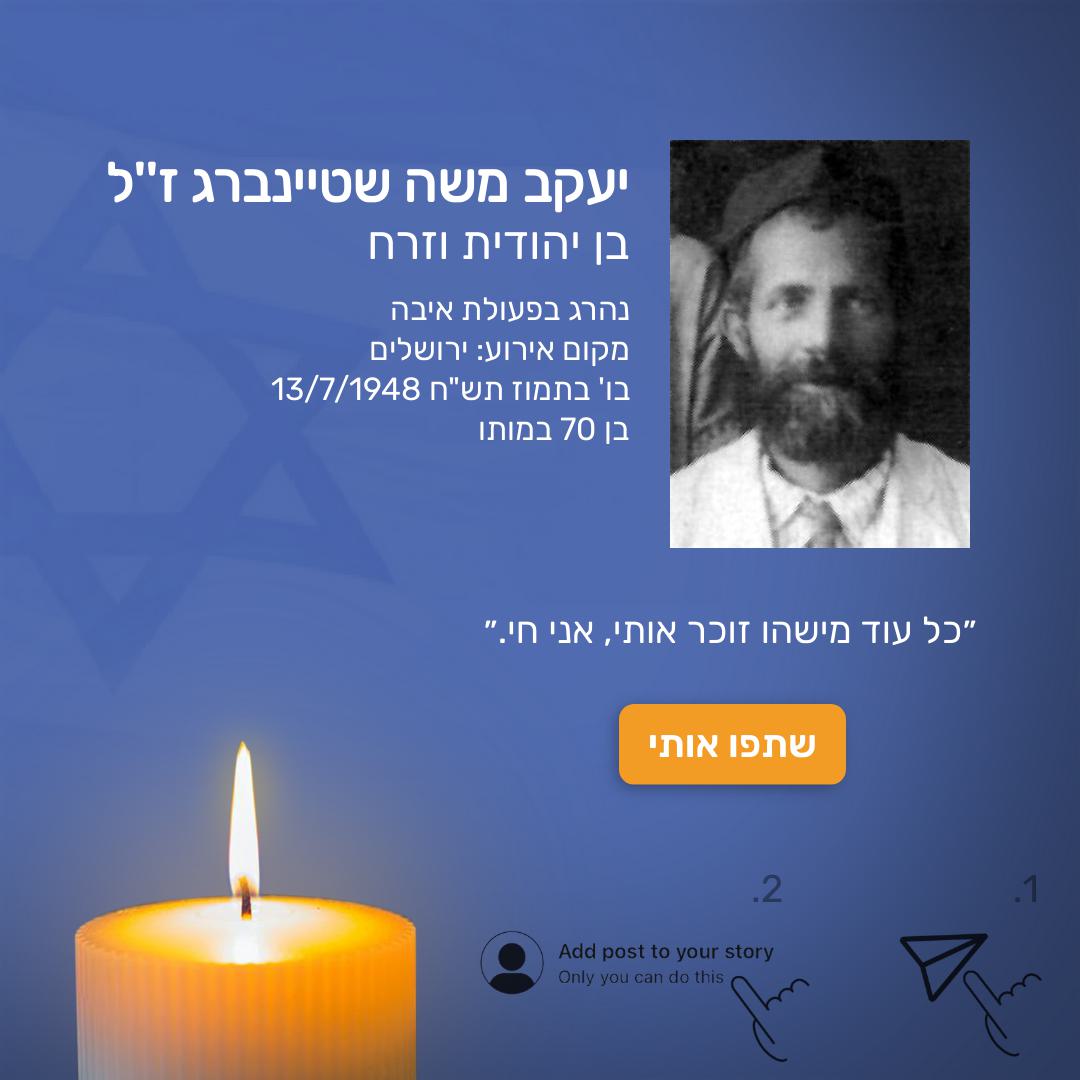 יעקב משה שטיינברג ז"ל
בן יהודית וזרח
נהרג בפעולת איבה
מקום אירוע: ירושלים
בו' בתמוז תש"ח 13/7/1948
בן 70 במותו
״כל עוד מישהו זוכר אותי, אני חי.״
שתפו אותי
1.
2.
Add post to your story
Only you can do this